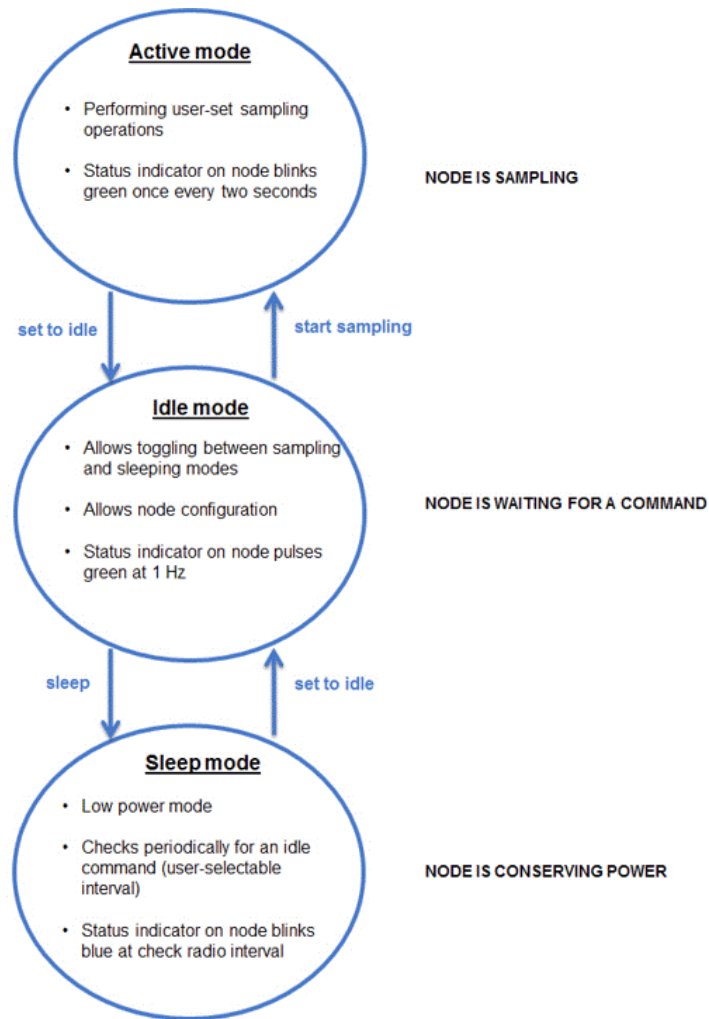 Active mode
• Performing user-set sampling
operations
• Status indicator on node blinks
green once every two seconds
NODE IS SAMPLING
set to idle
start sampling
Idle mode
• Allows toggling between sampling
and sleeping modes
• Allows node configuration
• Status indicator on node pulses
green at 1 Hz
NODE IS WAITING FOR A COMMAND
sleep
set to idle
Sleep mode
• Low power mode
• Checks periodically for an idle
command (user-selectable
interval)
• Status indicator on node blinks
blue at check radio interval
NODE IS CONSERVING POWER